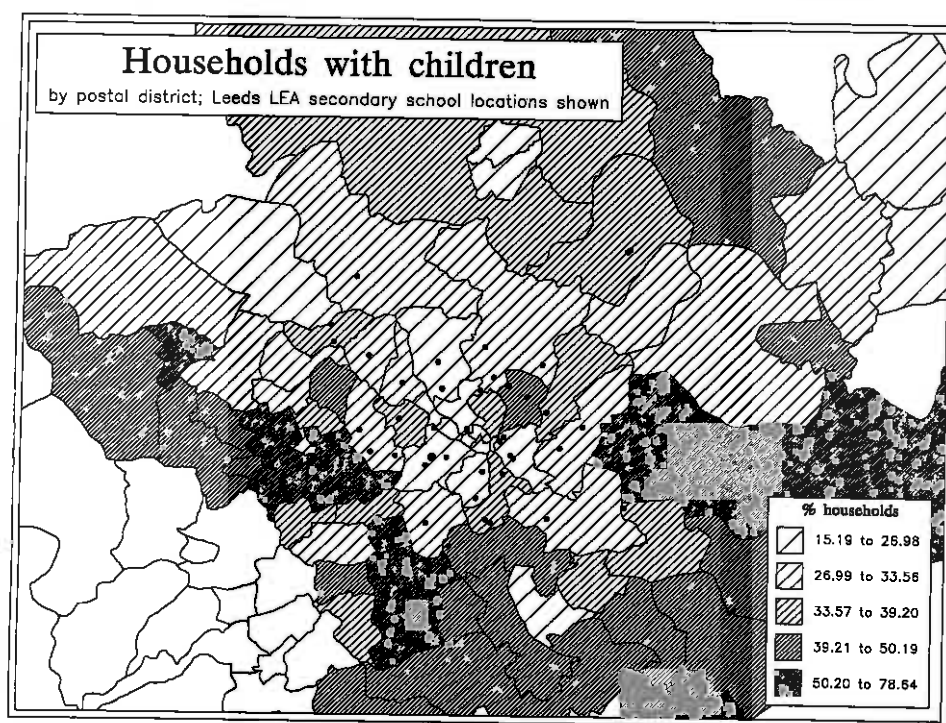 Households with children
by postal district; Leeds LEA secondary school locations shown
% households
15.19 to 26.98
26.99 to 33.56
33.57 to 39.20
39.21 to 50.19
50.20 to 78.64